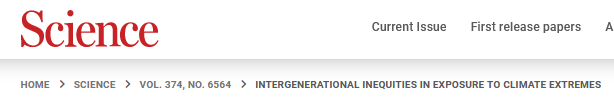 Science
Current Issue First release papers A
HOME > SCIENCE > VOL. 374, NO. 6564 > INTERGENERATIONAL INEQUITIES IN EXPOSURE TO CLIMATE EXTREMES